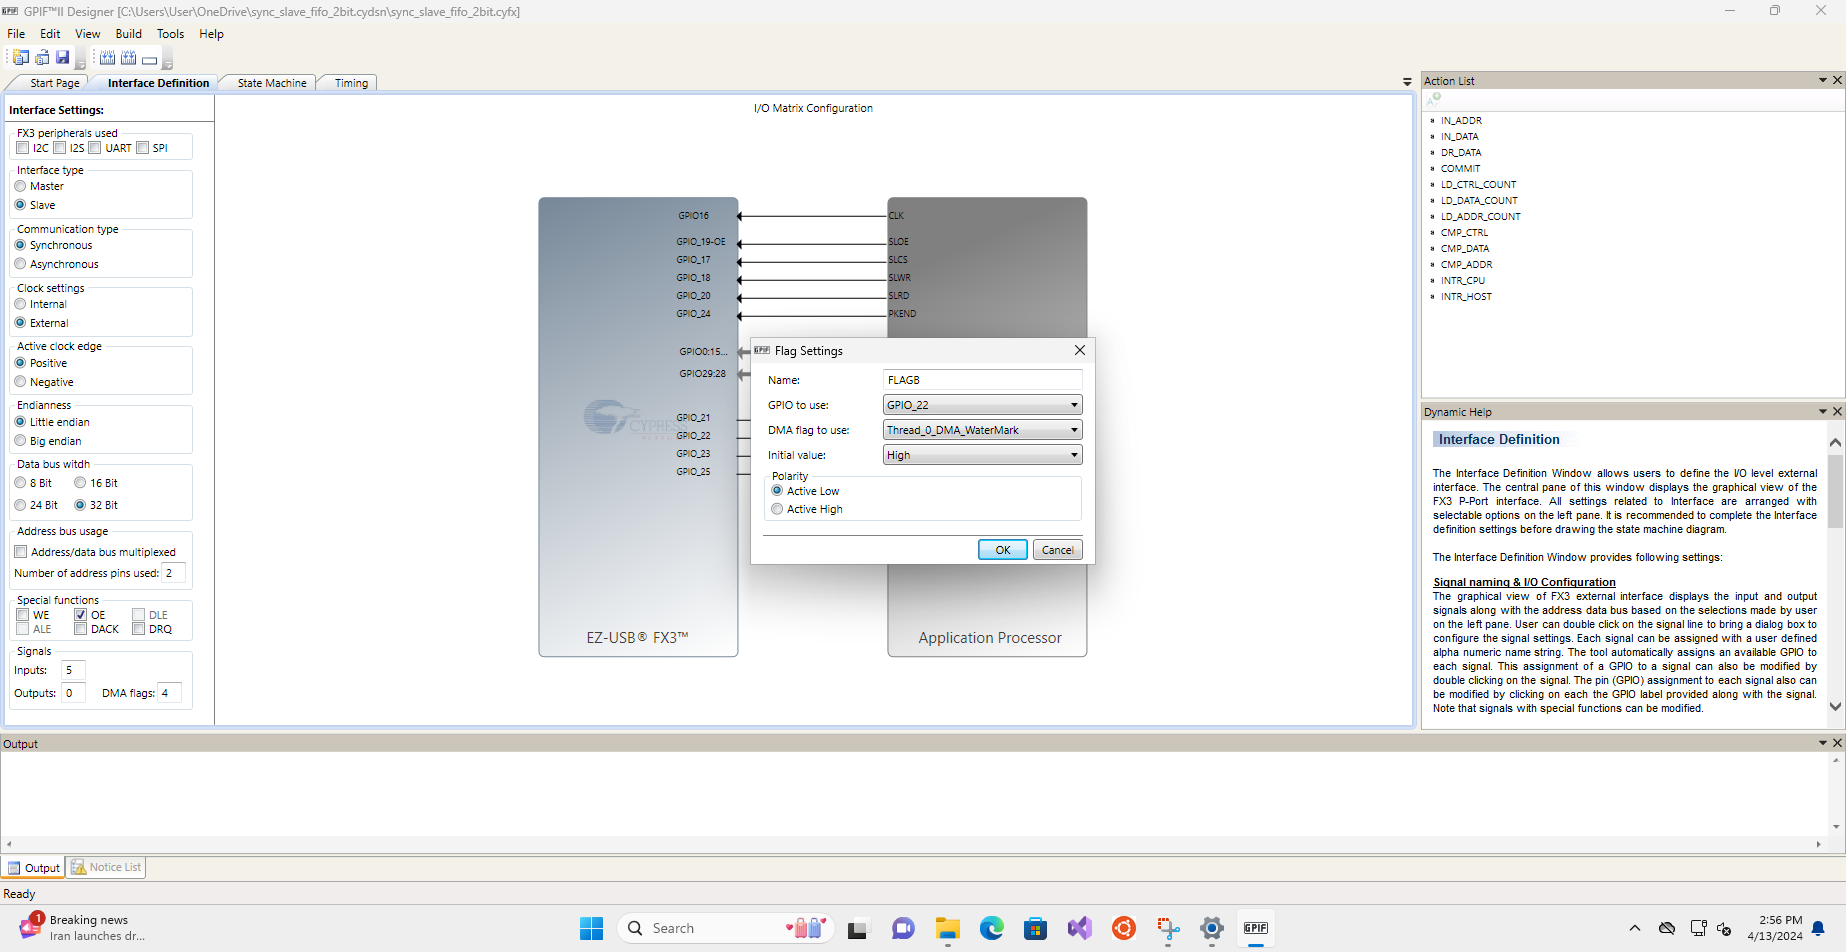 GPIF™II Designer [C:\Users\User\OneDrive\sync_slave_fifo_2bit.cydsn\sync_slave_fifo_2bit.cyfx]
File Edit View Build Tools Help
Start Page Interface Definition State Machine Timing
Interface Settings:
FX3 peripherals used
I2C I2S UART SPI
Interface type
Master
Slave
Communication type
Synchronous
Asynchronous
Clock settings
Internal
External
Active clock edge
Positive
Negative
Endianness
Little endian
Big endian
Data bus witdh
8 Bit 16 Bit
24 Bit 32 Bit
Address bus usage
Address/data bus multiplexed
Number of address pins used: 2
Special functions
WE OE DLE
ALE DACK DRQ
Signals
Inputs: 5
Outputs: 0 DMA flags: 4
I/O Matrix Configuration
GPIO16 CLK
GPIO_19-OE SLOE
GPIO_17 SLCS
GPIO_18 SLWR
GPIO_20 SLRD
GPIO_24 PKEND
GPIO0:15...
GPIO29:28
GPIO_21
CYPRESS
GPIO_22
GPIO_23
GPIO_25
EZ-USB® FX3™
Application Processor
GPIF Flag Settings
Name: FLAGB
GPIO to use: GPIO_22
DMA flag to use: Thread_0_DMA_WaterMark
Initial value: High
Polarity
Active Low
Active High
OK Cancel
Action List
IN_ADDR
IN_DATA
DR_DATA
COMMIT
LD_CTRL_COUNT
LD_DATA_COUNT
LD_ADDR_COUNT
CMP_CTRL
CMP_DATA
CMP_ADDR
INTR_CPU
INTR_HOST
Dynamic Help
Interface Definition
The Interface Definition Window allows users to define the I/O level external
interface. The central pane of this window displays the graphical view of the
FX3 P-Port interface. All settings related to Interface are arranged with
selectable options on the left pane. It is recommended to complete the Interface
definition settings before drawing the state machine diagram.
The Interface Definition Window provides following settings:
Signal naming & I/O Configuration
The graphical view of FX3 external interface displays the input and output
signals along with the address data bus based on the selections made by user
on the left pane. User can double click on the signal line to bring a dialog box to
configure the signal settings. Each signal can be assigned with a user defined
alpha numeric name string. The tool automatically assigns an available GPIO to
each signal. This assignment of a GPIO to a signal can also be modified by
double clicking on the signal. The pin (GPIO) assignment to each signal also can
be modified by clicking on each the GPIO label provided along with the signal.
Note that signals with special functions can be modified.
Output
Output Notice List
Ready
1
Breaking news
Iran launches dr...
Search
GPIF
2:56 PM
4/13/2024